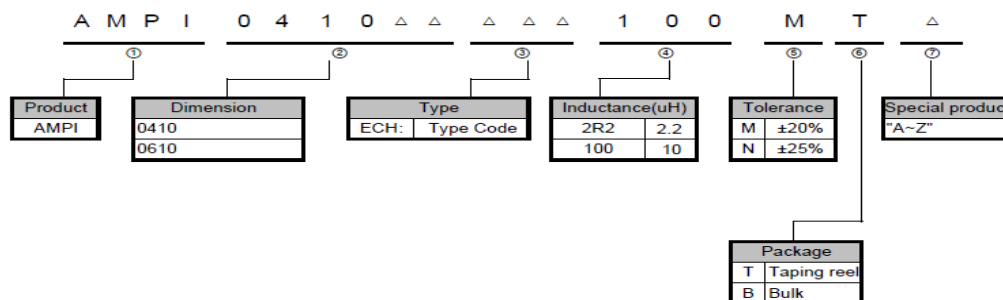 A M P I 0 4 1 0 △ △ △ △ △ 1 0 0 M T △
① ② ③ ④ ⑤ ⑥ ⑦
Product Dimension Type Inductance(uH) Tolerance Special produc
AMPI 0410 ECH: Type Code 2R2 2.2 M ±20% "A~Z"
0610 100 10 N ±25%
Package
T Taping reel
B Bulk